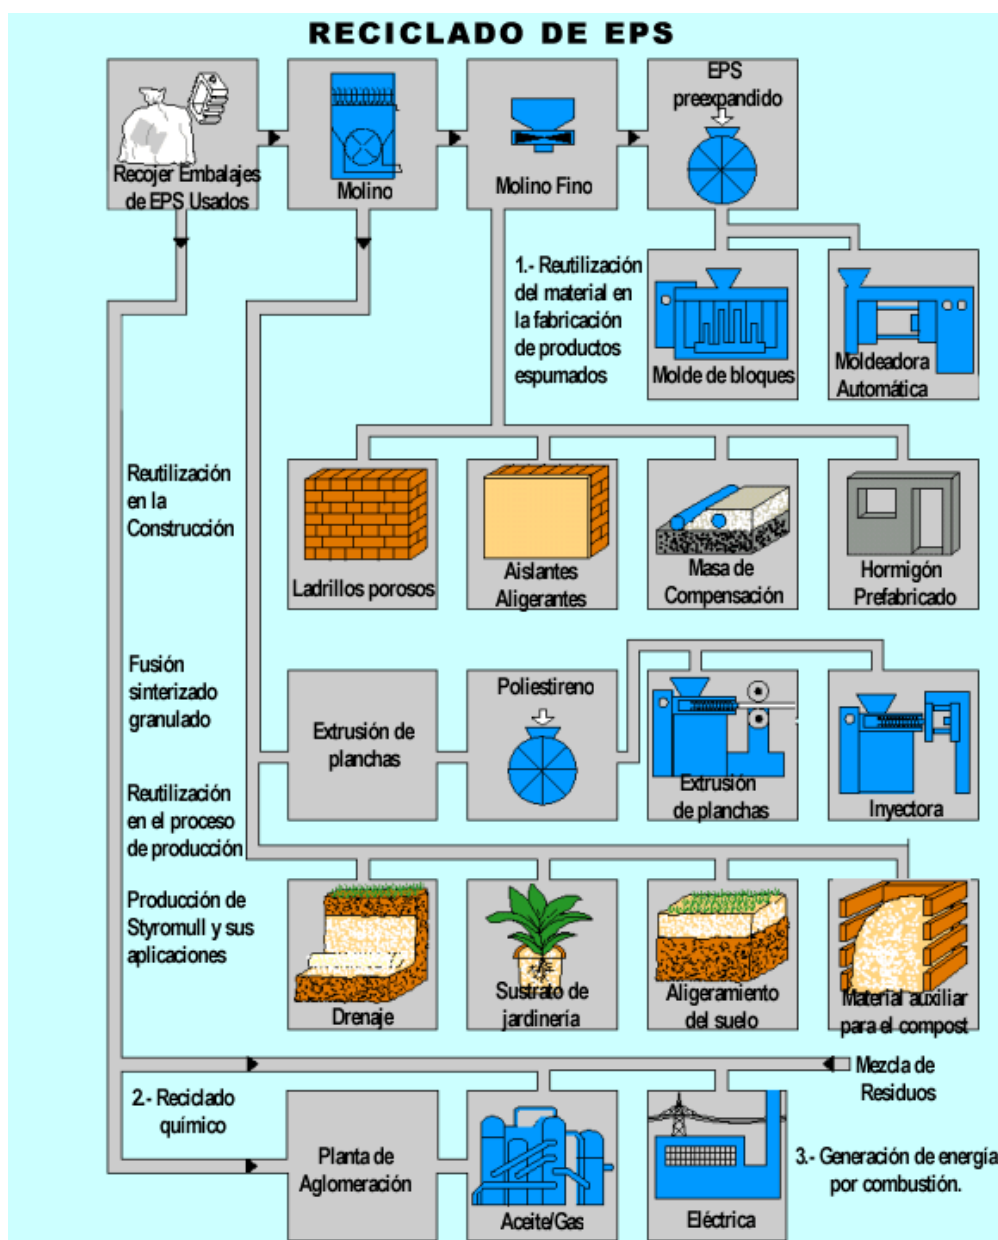 RECICLADO DE EPS
Recojer Embalajes
de EPS Usados
Molino
Molino Fino
EPS
preexpandido
1.- Reutilización
del material en
la fabricación
de productos
espumados
Molde de bloques
Moldeadora
Automática
Reutilización
en la
Construcción
Ladrillos porosos
Aislantes
Aligerantes
Masa de
Compensación
Hormigón
Prefabricado
Fusión
sinterizado
granulado
Extrusión de
planchas
Poliestireno
Extrusión
de planchas
Inyectora
Reutilización
en el proceso
de producción
Producción de
Styromull y sus
aplicaciones
Drenaje
Sustrato de
jardinería
Aligeramiento
del suelo
Material auxiliar
para el compost
Mezcla de
Residuos
2.- Reciclado
químico
Planta de
Aglomeración
Aceite/Gas
Eléctrica
3.- Generación de energía
por combustión.